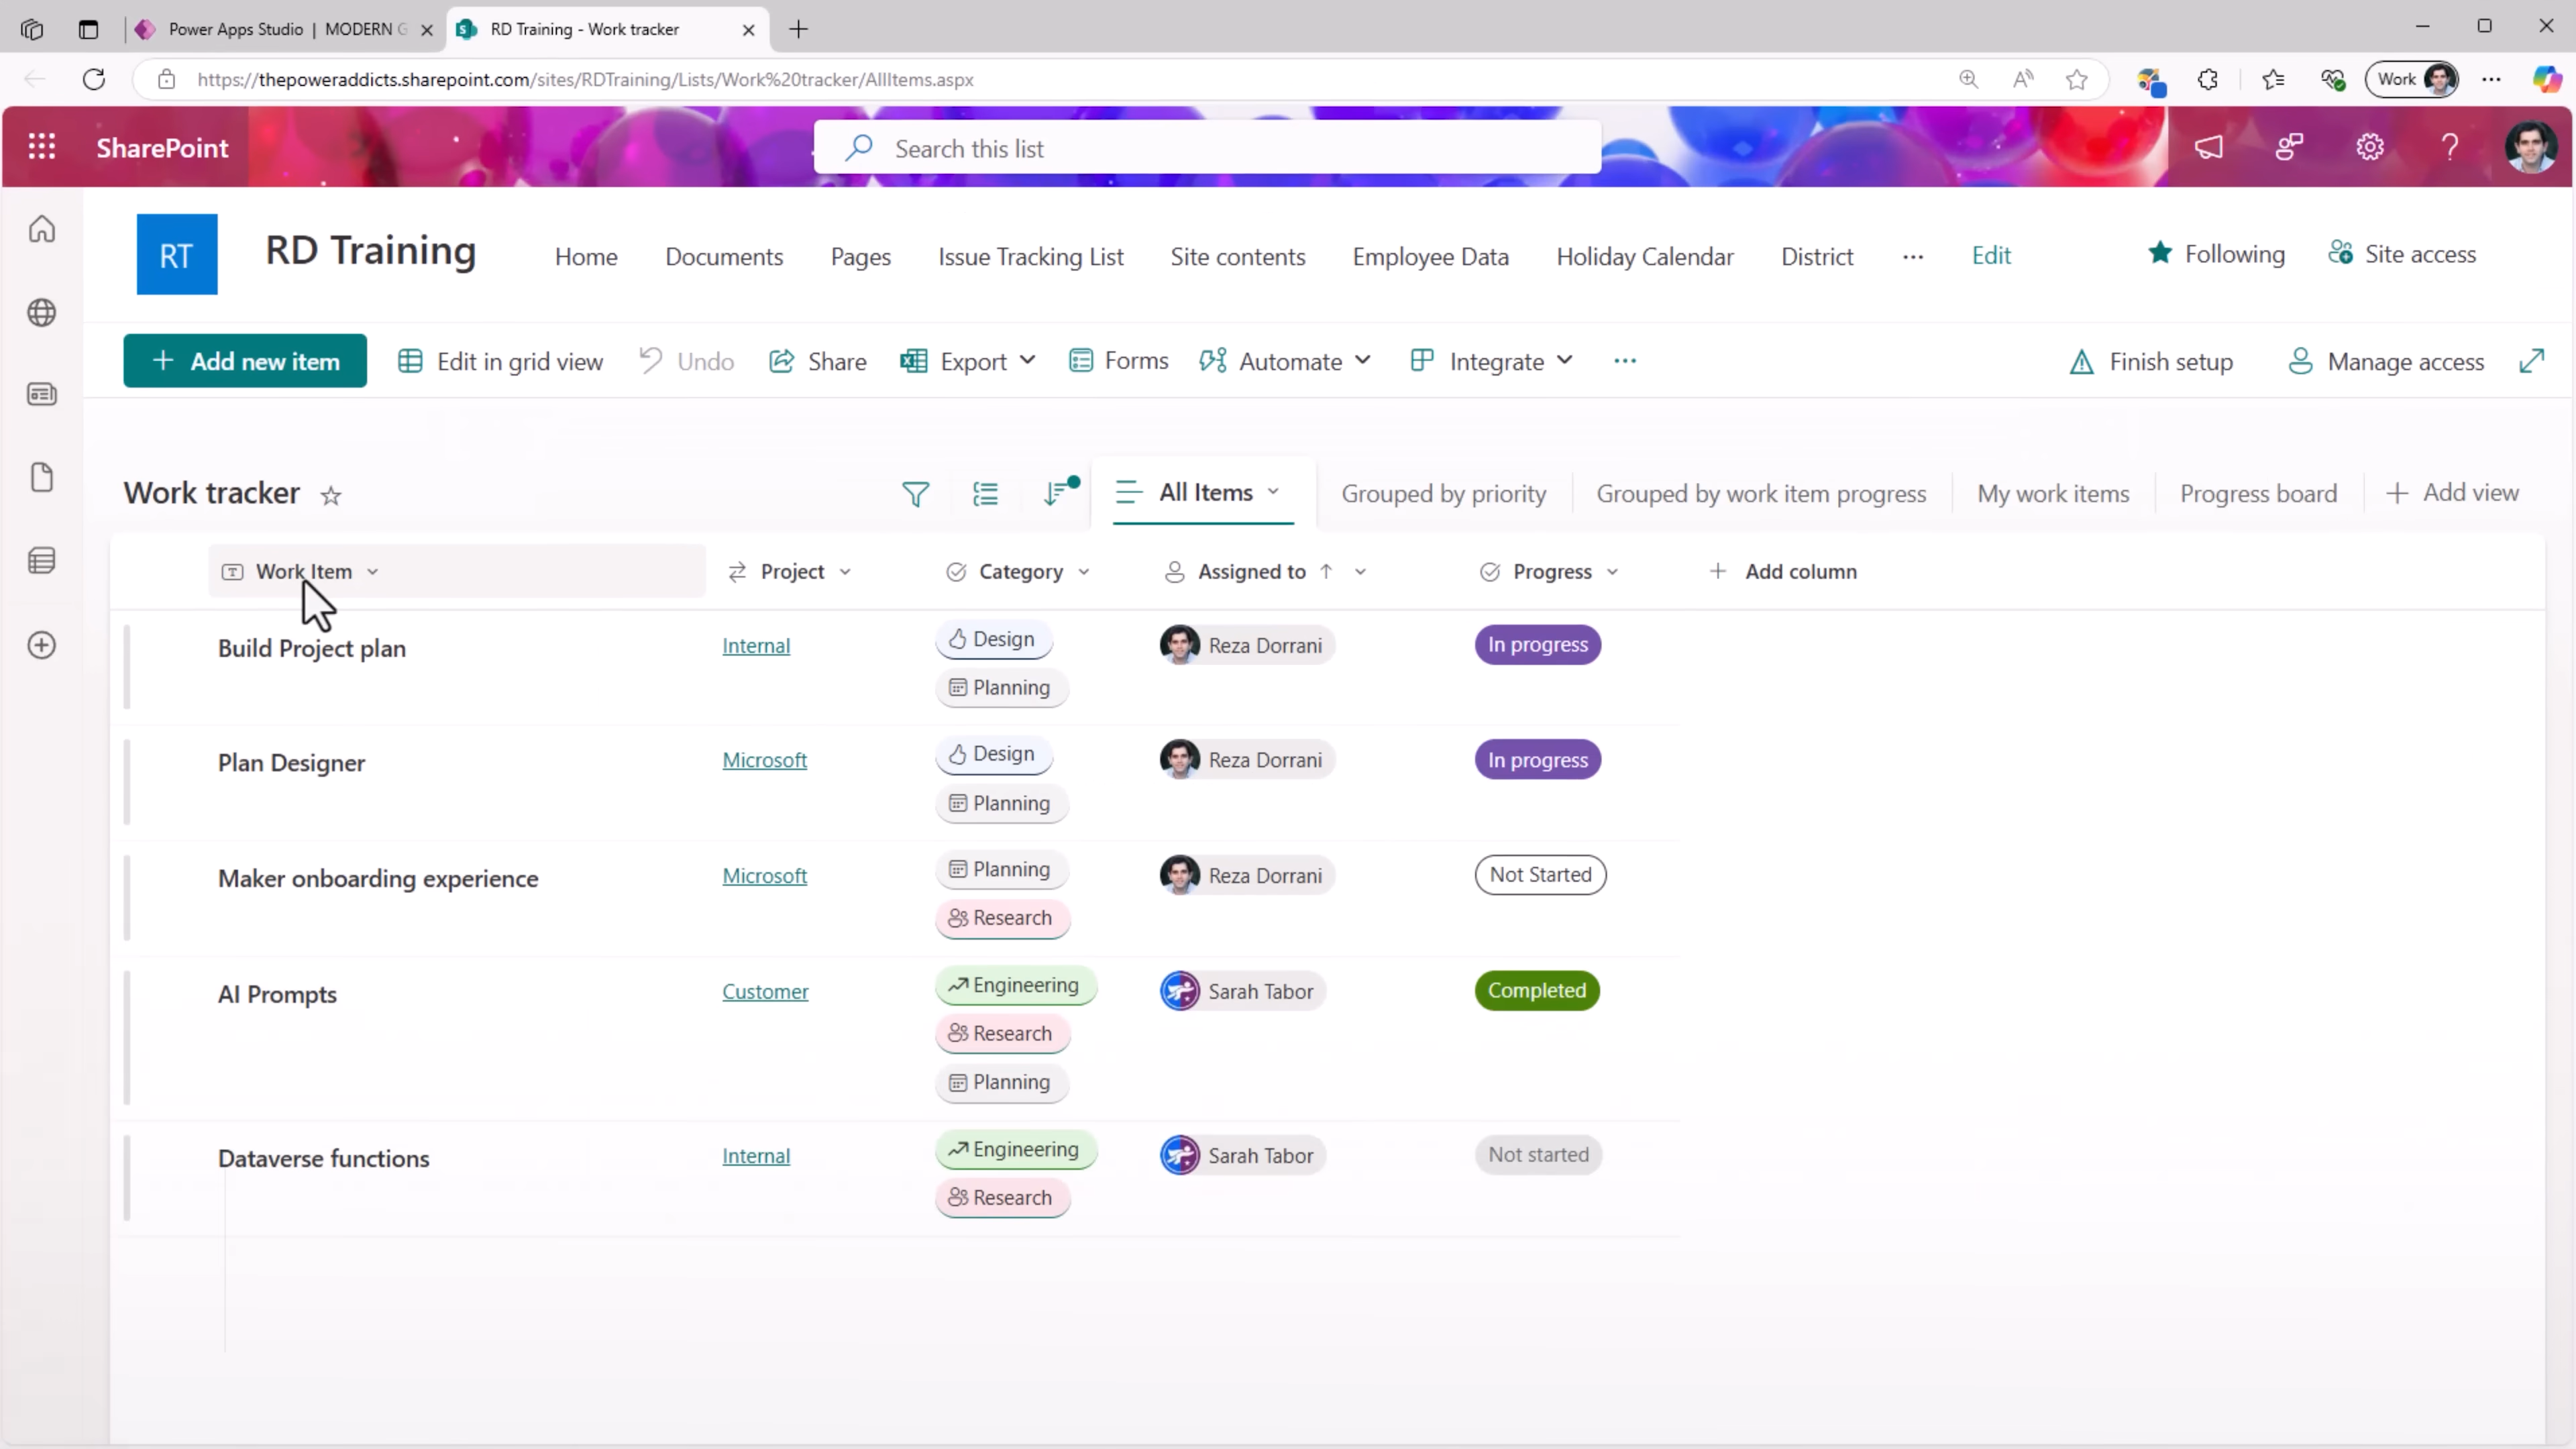 Power Apps Studio | MODERN G
RD Training - Work tracker
https://thepoweraddicts.sharepoint.com/sites/RDTraining/Lists/Work%20tracker/AllItems.aspx
Work
SharePoint
Search this list
RT
RD Training
Home Documents Pages Issue Tracking List Site contents Employee Data Holiday Calendar District ... Edit
Following Site access
+ Add new item Edit in grid view Undo Share Export Forms Automate Integrate ...
Finish setup Manage access
Work tracker
All Items Grouped by priority Grouped by work item progress My work items Progress board + Add view
Work Item Project Category Assigned to ↑ Progress + Add column
Build Project plan Internal Design Reza Dorrani In progress
Planning
Plan Designer Microsoft Design Reza Dorrani In progress
Planning
Maker onboarding experience Microsoft Planning Reza Dorrani Not Started
Research
AI Prompts Customer Engineering Sarah Tabor Completed
Research
Planning
Dataverse functions Internal Engineering Sarah Tabor Not started
Research